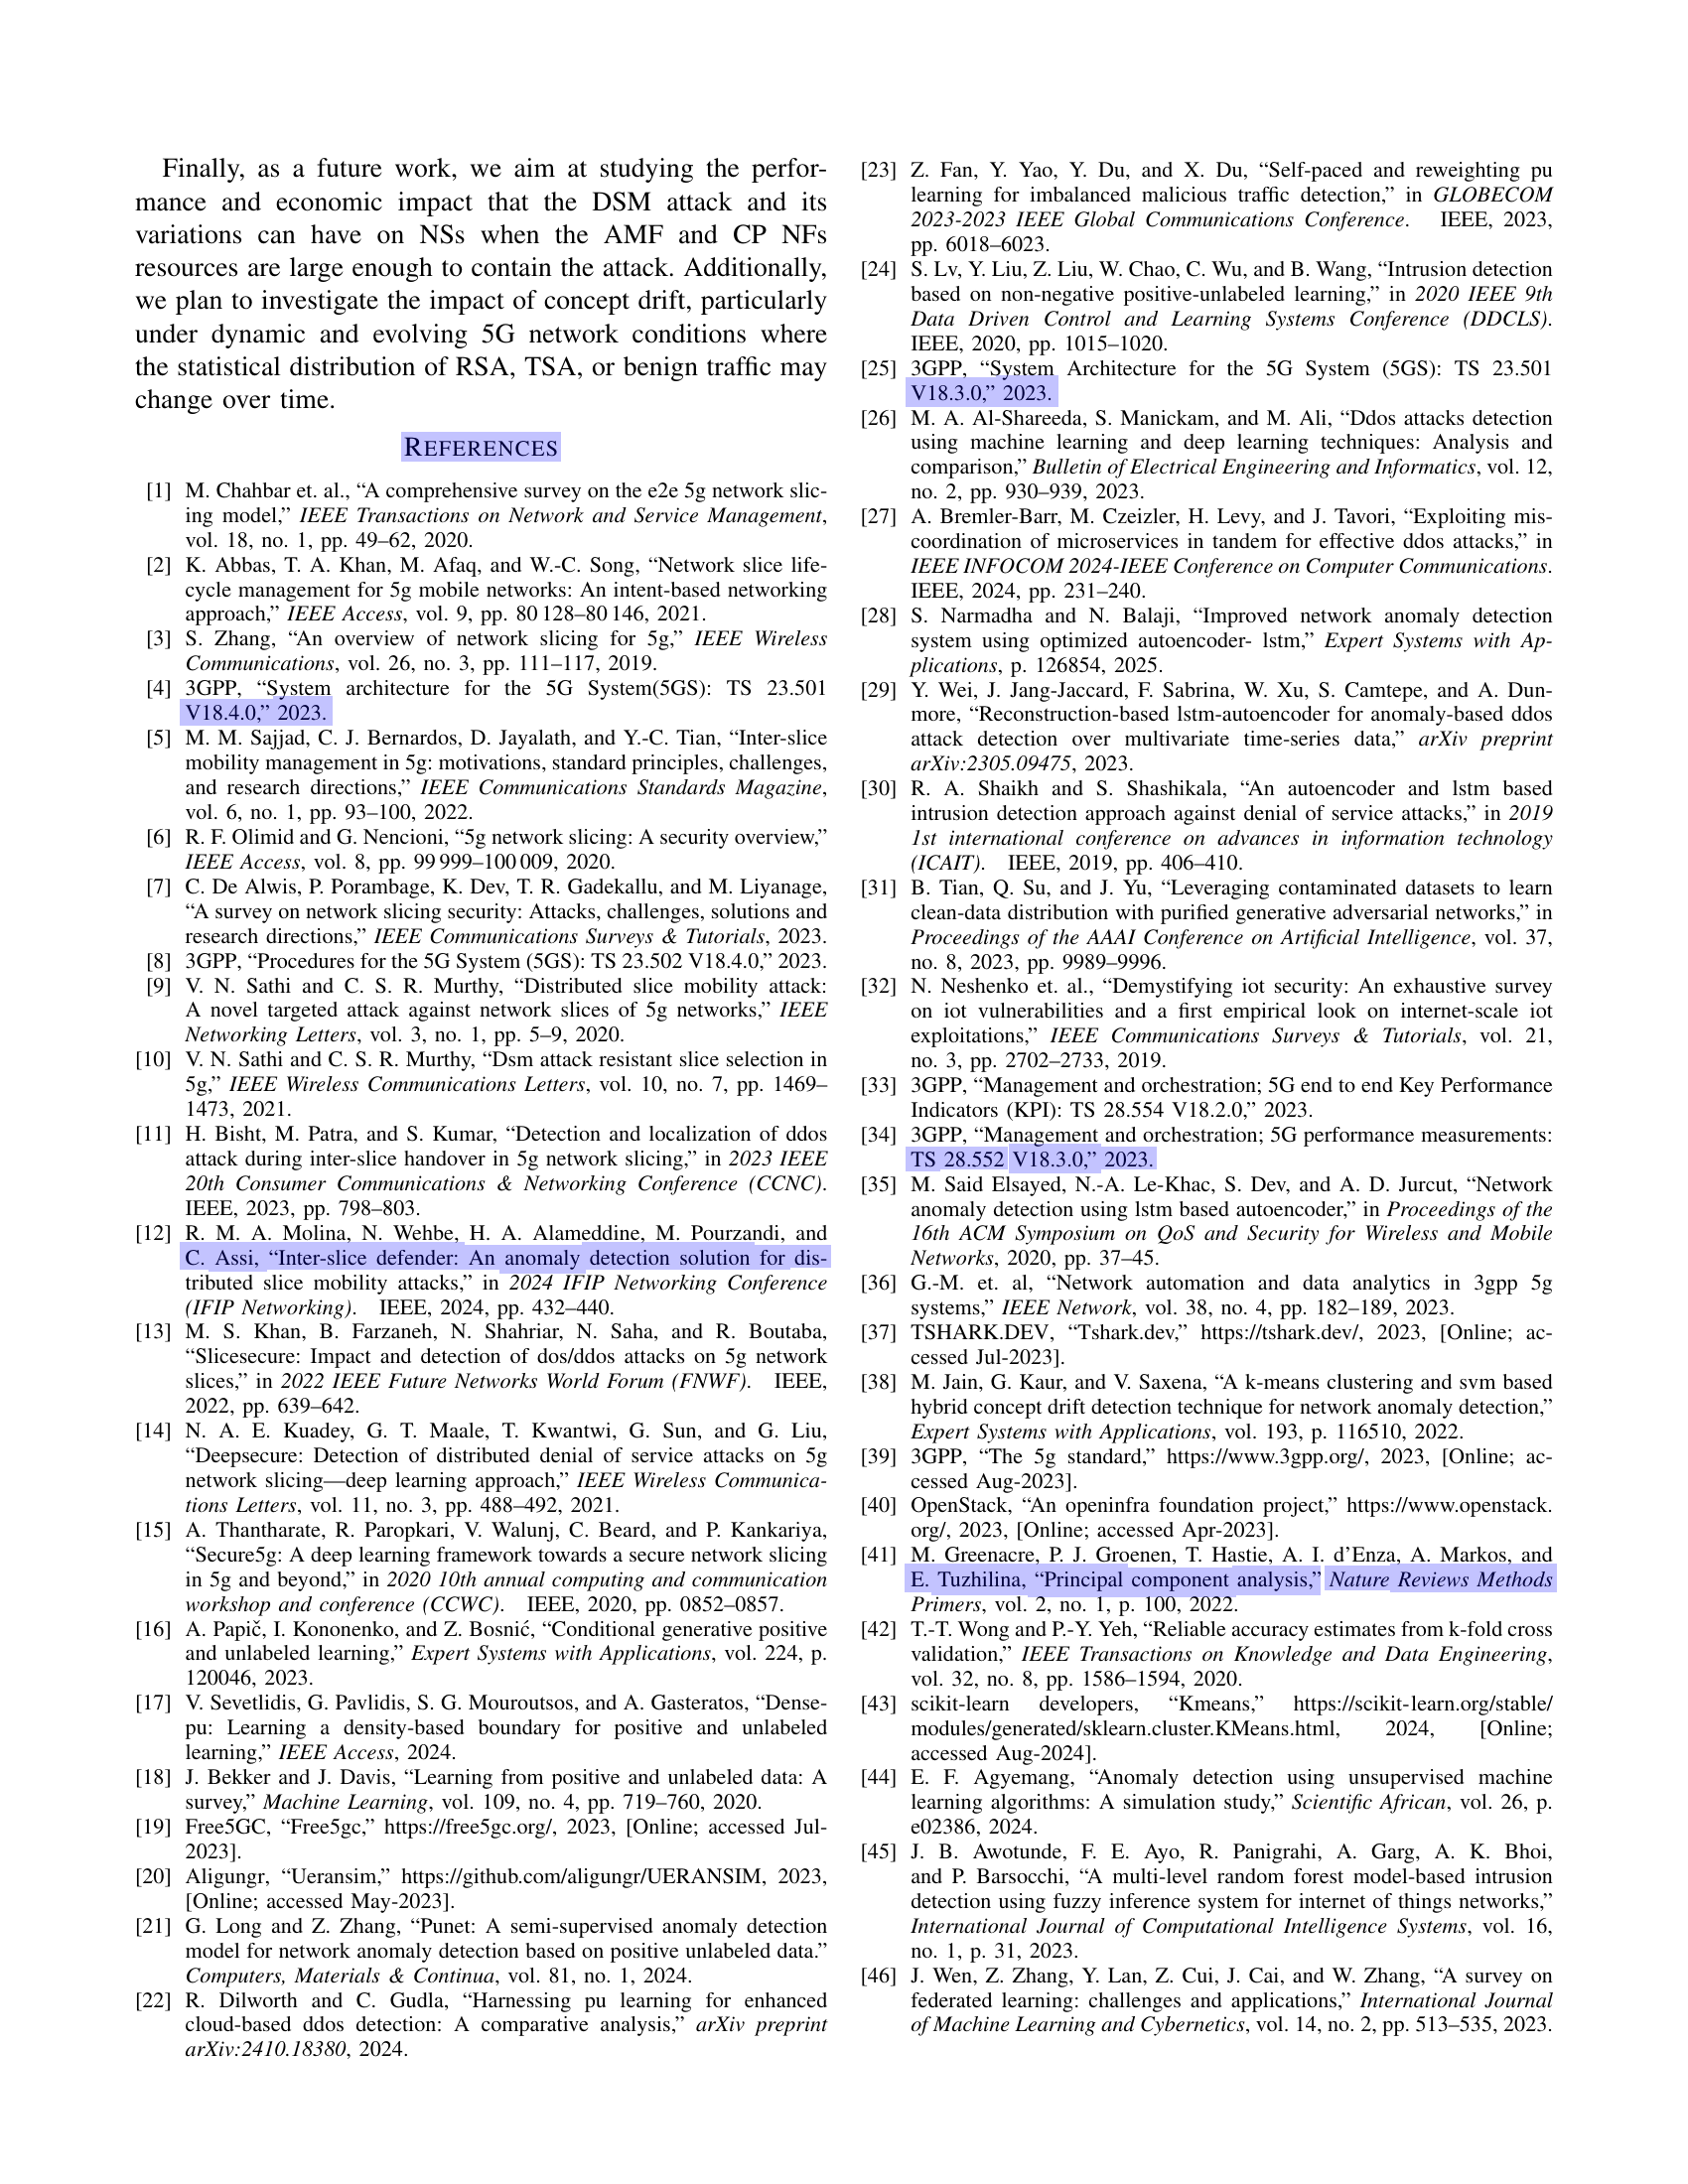 Finally, as a future work, we aim at studying the perfor-
mance and economic impact that the DSM attack and its
variations can have on NSs when the AMF and CP NFs
resources are large enough to contain the attack. Additionally,
we plan to investigate the impact of concept drift, particularly
under dynamic and evolving 5G network conditions where
the statistical distribution of RSA, TSA, or benign traffic may
change over time.
REFERENCES
[1] M. Chahbar et. al., “A comprehensive survey on the e2e 5g network slic-
ing model,” IEEE Transactions on Network and Service Management,
vol. 18, no. 1, pp. 49–62, 2020.
[2] K. Abbas, T. A. Khan, M. Afaq, and W.-C. Song, “Network slice life-
cycle management for 5g mobile networks: An intent-based networking
approach,” IEEE Access, vol. 9, pp. 80 128–80 146, 2021.
[3] S. Zhang, “An overview of network slicing for 5g,” IEEE Wireless
Communications, vol. 26, no. 3, pp. 111–117, 2019.
[4] 3GPP, “System architecture for the 5G System(5GS): TS 23.501
V18.4.0,” 2023.
[5] M. M. Sajjad, C. J. Bernardos, D. Jayalath, and Y.-C. Tian, “Inter-slice
mobility management in 5g: motivations, standard principles, challenges,
and research directions,” IEEE Communications Standards Magazine,
vol. 6, no. 1, pp. 93–100, 2022.
[6] R. F. Olimid and G. Nencioni, “5g network slicing: A security overview,”
IEEE Access, vol. 8, pp. 99 999–100 009, 2020.
[7] C. De Alwis, P. Porambage, K. Dev, T. R. Gadekallu, and M. Liyanage,
“A survey on network slicing security: Attacks, challenges, solutions and
research directions,” IEEE Communications Surveys & Tutorials, 2023.
[8] 3GPP, “Procedures for the 5G System (5GS): TS 23.502 V18.4.0,” 2023.
[9] V. N. Sathi and C. S. R. Murthy, “Distributed slice mobility attack:
A novel targeted attack against network slices of 5g networks,” IEEE
Networking Letters, vol. 3, no. 1, pp. 5–9, 2020.
[10] V. N. Sathi and C. S. R. Murthy, “Dsm attack resistant slice selection in
5g,” IEEE Wireless Communications Letters, vol. 10, no. 7, pp. 1469–
1473, 2021.
[11] H. Bisht, M. Patra, and S. Kumar, “Detection and localization of ddos
attack during inter-slice handover in 5g network slicing,” in 2023 IEEE
20th Consumer Communications & Networking Conference (CCNC).
IEEE, 2023, pp. 798–803.
[12] R. M. A. Molina, N. Wehbe, H. A. Alameddine, M. Pourzandi, and
C. Assi, “Inter-slice defender: An anomaly detection solution for dis-
tributed slice mobility attacks,” in 2024 IFIP Networking Conference
(IFIP Networking). IEEE, 2024, pp. 432–440.
[13] M. S. Khan, B. Farzaneh, N. Shahriar, N. Saha, and R. Boutaba,
“Slicesecure: Impact and detection of dos/ddos attacks on 5g network
slices,” in 2022 IEEE Future Networks World Forum (FNWF). IEEE,
2022, pp. 639–642.
[14] N. A. E. Kuadey, G. T. Maale, T. Kwantwi, G. Sun, and G. Liu,
“Deepsecure: Detection of distributed denial of service attacks on 5g
network slicing—deep learning approach,” IEEE Wireless Communica-
tions Letters, vol. 11, no. 3, pp. 488–492, 2021.
[15] A. Thantharate, R. Paropkari, V. Walunj, C. Beard, and P. Kankariya,
“Secure5g: A deep learning framework towards a secure network slicing
in 5g and beyond,” in 2020 10th annual computing and communication
workshop and conference (CCWC). IEEE, 2020, pp. 0852–0857.
[16] A. Papič, I. Kononenko, and Z. Bosnić, “Conditional generative positive
and unlabeled learning,” Expert Systems with Applications, vol. 224, p.
120046, 2023.
[17] V. Sevetlidis, G. Pavlidis, S. G. Mouroutsos, and A. Gasteratos, “Dense-
pu: Learning a density-based boundary for positive and unlabeled
learning,” IEEE Access, 2024.
[18] J. Bekker and J. Davis, “Learning from positive and unlabeled data: A
survey,” Machine Learning, vol. 109, no. 4, pp. 719–760, 2020.
[19] Free5GC, “Free5gc,” https://free5gc.org/, 2023, [Online; accessed Jul-
2023].
[20] Aligungr, “Ueransim,” https://github.com/aligungr/UERANSIM, 2023,
[Online; accessed May-2023].
[21] G. Long and Z. Zhang, “Punet: A semi-supervised anomaly detection
model for network anomaly detection based on positive unlabeled data.”
Computers, Materials & Continua, vol. 81, no. 1, 2024.
[22] R. Dilworth and C. Gudla, “Harnessing pu learning for enhanced
cloud-based ddos detection: A comparative analysis,” arXiv preprint
arXiv:2410.18380, 2024.
[23] Z. Fan, Y. Yao, Y. Du, and X. Du, “Self-paced and reweighting pu
learning for imbalanced malicious traffic detection,” in GLOBECOM
2023-2023 IEEE Global Communications Conference. IEEE, 2023,
pp. 6018–6023.
[24] S. Lv, Y. Liu, Z. Liu, W. Chao, C. Wu, and B. Wang, “Intrusion detection
based on non-negative positive-unlabeled learning,” in 2020 IEEE 9th
Data Driven Control and Learning Systems Conference (DDCLS).
IEEE, 2020, pp. 1015–1020.
[25] 3GPP, “System Architecture for the 5G System (5GS): TS 23.501
V18.3.0,” 2023.
[26] M. A. Al-Shareeda, S. Manickam, and M. Ali, “Ddos attacks detection
using machine learning and deep learning techniques: Analysis and
comparison,” Bulletin of Electrical Engineering and Informatics, vol. 12,
no. 2, pp. 930–939, 2023.
[27] A. Bremler-Barr, M. Czeizler, H. Levy, and J. Tavori, “Exploiting mis-
coordination of microservices in tandem for effective ddos attacks,” in
IEEE INFOCOM 2024-IEEE Conference on Computer Communications.
IEEE, 2024, pp. 231–240.
[28] S. Narmadha and N. Balaji, “Improved network anomaly detection
system using optimized autoencoder- lstm,” Expert Systems with Ap-
plications, p. 126854, 2025.
[29] Y. Wei, J. Jang-Jaccard, F. Sabrina, W. Xu, S. Camtepe, and A. Dun-
more, “Reconstruction-based lstm-autoencoder for anomaly-based ddos
attack detection over multivariate time-series data,” arXiv preprint
arXiv:2305.09475, 2023.
[30] R. A. Shaikh and S. Shashikala, “An autoencoder and lstm based
intrusion detection approach against denial of service attacks,” in 2019
1st international conference on advances in information technology
(ICAIT). IEEE, 2019, pp. 406–410.
[31] B. Tian, Q. Su, and J. Yu, “Leveraging contaminated datasets to learn
clean-data distribution with purified generative adversarial networks,” in
Proceedings of the AAAI Conference on Artificial Intelligence, vol. 37,
no. 8, 2023, pp. 9989–9996.
[32] N. Neshenko et. al., “Demystifying iot security: An exhaustive survey
on iot vulnerabilities and a first empirical look on internet-scale iot
exploitations,” IEEE Communications Surveys & Tutorials, vol. 21,
no. 3, pp. 2702–2733, 2019.
[33] 3GPP, “Management and orchestration; 5G end to end Key Performance
Indicators (KPI): TS 28.554 V18.2.0,” 2023.
[34] 3GPP, “Management and orchestration; 5G performance measurements:
TS 28.552 V18.3.0,” 2023.
[35] M. Said Elsayed, N.-A. Le-Khac, S. Dev, and A. D. Jurcut, “Network
anomaly detection using lstm based autoencoder,” in Proceedings of the
16th ACM Symposium on QoS and Security for Wireless and Mobile
Networks, 2020, pp. 37–45.
[36] G.-M. et. al, “Network automation and data analytics in 3gpp 5g
systems,” IEEE Network, vol. 38, no. 4, pp. 182–189, 2023.
[37] TSHARK.DEV, “Tshark.dev,” https://tshark.dev/, 2023, [Online; ac-
cessed Jul-2023].
[38] M. Jain, G. Kaur, and V. Saxena, “A k-means clustering and svm based
hybrid concept drift detection technique for network anomaly detection,”
Expert Systems with Applications, vol. 193, p. 116510, 2022.
[39] 3GPP, “The 5g standard,” https://www.3gpp.org/, 2023, [Online; ac-
cessed Aug-2023].
[40] OpenStack, “An openinfra foundation project,” https://www.openstack.
org/, 2023, [Online; accessed Apr-2023].
[41] M. Greenacre, P. J. Groenen, T. Hastie, A. I. d’Enza, A. Markos, and
E. Tuzhilina, “Principal component analysis,” Nature Reviews Methods
Primers, vol. 2, no. 1, p. 100, 2022.
[42] T.-T. Wong and P.-Y. Yeh, “Reliable accuracy estimates from k-fold cross
validation,” IEEE Transactions on Knowledge and Data Engineering,
vol. 32, no. 8, pp. 1586–1594, 2020.
[43] scikit-learn developers, “Kmeans,” https://scikit-learn.org/stable/
modules/generated/sklearn.cluster.KMeans.html, 2024, [Online;
accessed Aug-2024].
[44] E. F. Agyemang, “Anomaly detection using unsupervised machine
learning algorithms: A simulation study,” Scientific African, vol. 26, p.
e02386, 2024.
[45] J. B. Awotunde, F. E. Ayo, R. Panigrahi, A. Garg, A. K. Bhoi,
and P. Barsocchi, “A multi-level random forest model-based intrusion
detection using fuzzy inference system for internet of things networks,”
International Journal of Computational Intelligence Systems, vol. 16,
no. 1, p. 31, 2023.
[46] J. Wen, Z. Zhang, Y. Lan, Z. Cui, J. Cai, and W. Zhang, “A survey on
federated learning: challenges and applications,” International Journal
of Machine Learning and Cybernetics, vol. 14, no. 2, pp. 513–535, 2023.